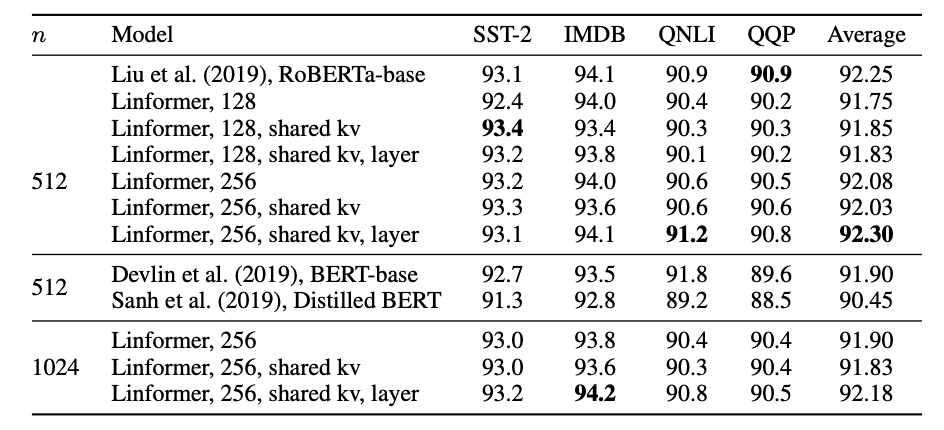 n Model SST-2 IMDB QNLI QQP Average
Liu et al. (2019), RoBERTa-base 93.1 94.1 90.9 90.9 92.25
Linformer, 128 92.4 94.0 90.4 90.2 91.75
Linformer, 128, shared kv 93.4 93.4 90.3 90.3 91.85
Linformer, 128, shared kv, layer 93.2 93.8 90.1 90.2 91.83
512 Linformer, 256 93.2 94.0 90.6 90.5 92.08
Linformer, 256, shared kv 93.3 93.6 90.6 90.6 92.03
Linformer, 256, shared kv, layer 93.1 94.1 91.2 90.8 92.30
512 Devlin et al. (2019), BERT-base 92.7 93.5 91.8 89.6 91.90
Sanh et al. (2019), Distilled BERT 91.3 92.8 89.2 88.5 90.45
Linformer, 256 93.0 93.8 90.4 90.4 91.90
1024 Linformer, 256, shared kv 93.0 93.6 90.3 90.4 91.83
Linformer, 256, shared kv, layer 93.2 94.2 90.8 90.5 92.18